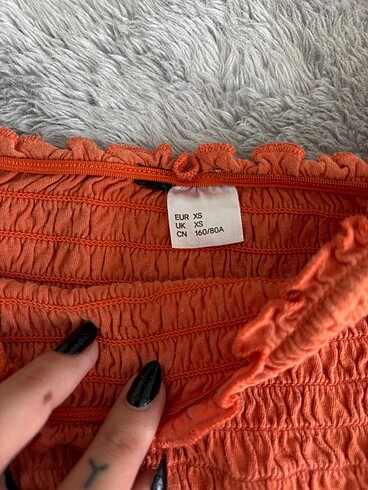 EUR XS
UK XS
CN 160/80A